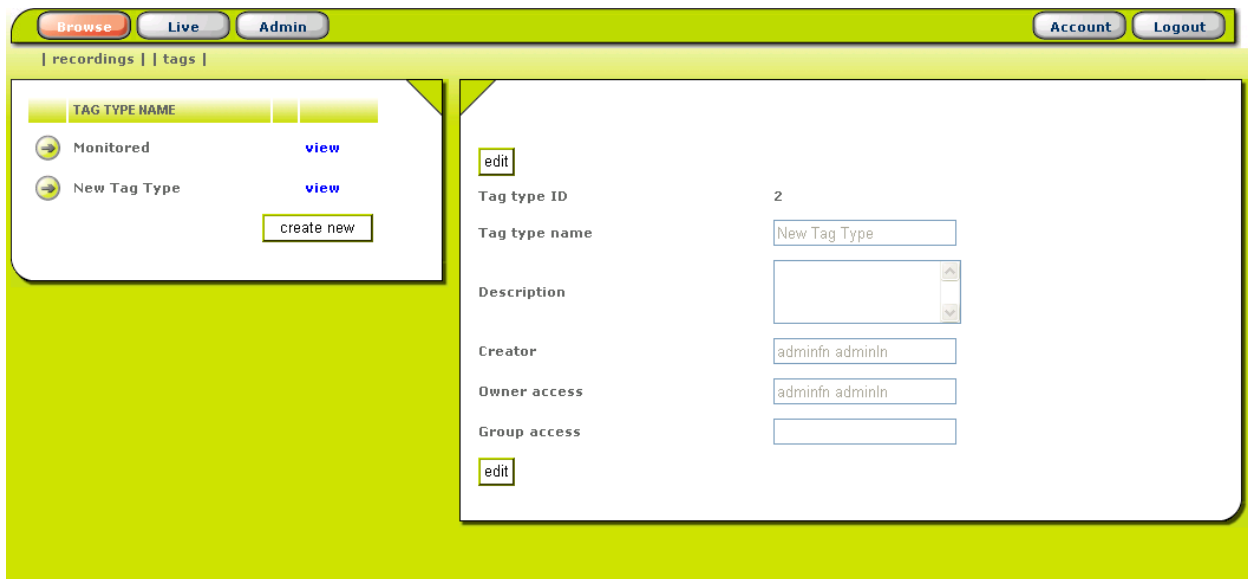 Browse Live Admin Account Logout
| recordings | | tags |
TAG TYPE NAME
Monitored view
New Tag Type view
create new
edit
Tag type ID 2
Tag type name New Tag Type
Description
Creator adminfn adminln
Owner access adminfn adminln
Group access
edit